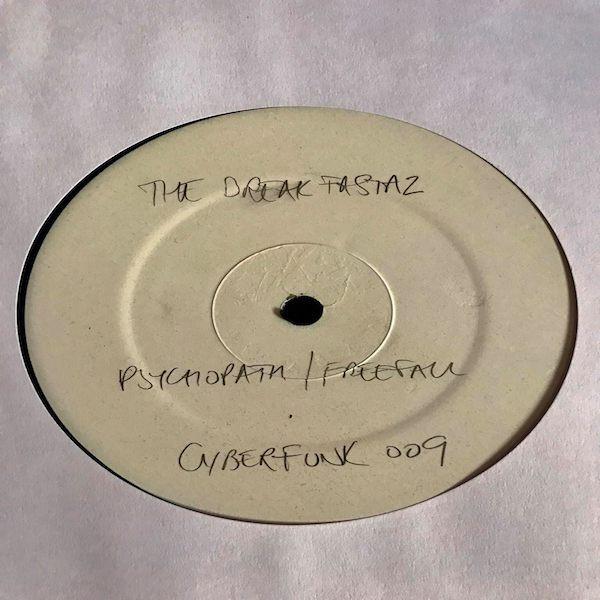 THE BREAKFASTAZ
PSYCHOPATH / FREEFALL
CYBERFUNK 009